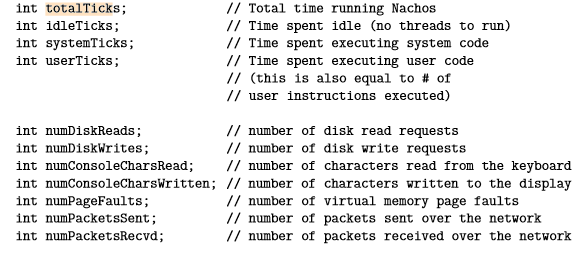 int totalTicks; // Total time running Nachos
int idleTicks; // Time spent idle (no threads to run)
int systemTicks; // Time spent executing system code
int userTicks; // Time spent executing user code
// (this is also equal to # of
// user instructions executed)
int numDiskReads; // number of disk read requests
int numDiskWrites; // number of disk write requests
int numConsoleCharsRead; // number of characters read from the keyboard
int numConsoleCharsWritten; // number of characters written to the display
int numPageFaults; // number of virtual memory page faults
int numPacketsSent; // number of packets sent over the network
int numPacketsRecvd; // number of packets received over the network